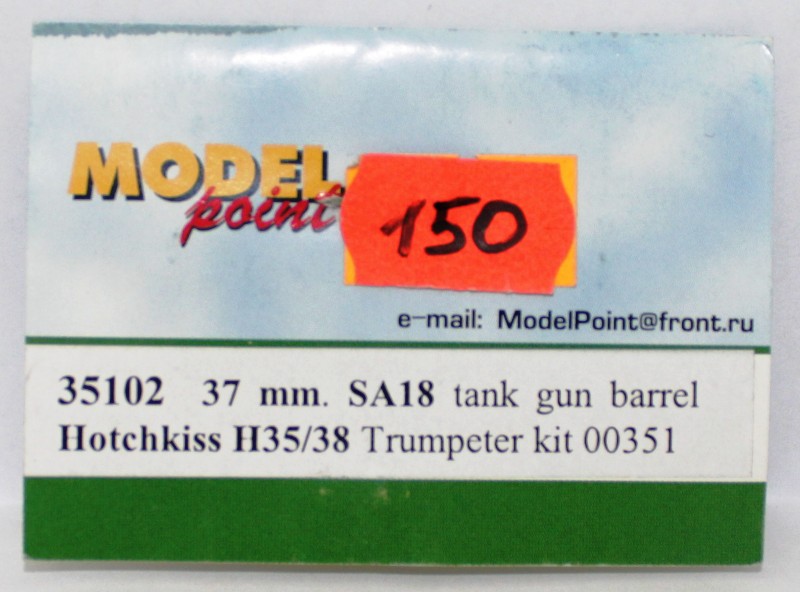 MODEL
point
150
e-mail: ModelPoint@front.ru
35102 37 mm. SA18 tank gun barrel
Hotchkiss H35/38 Trumpeter kit 00351